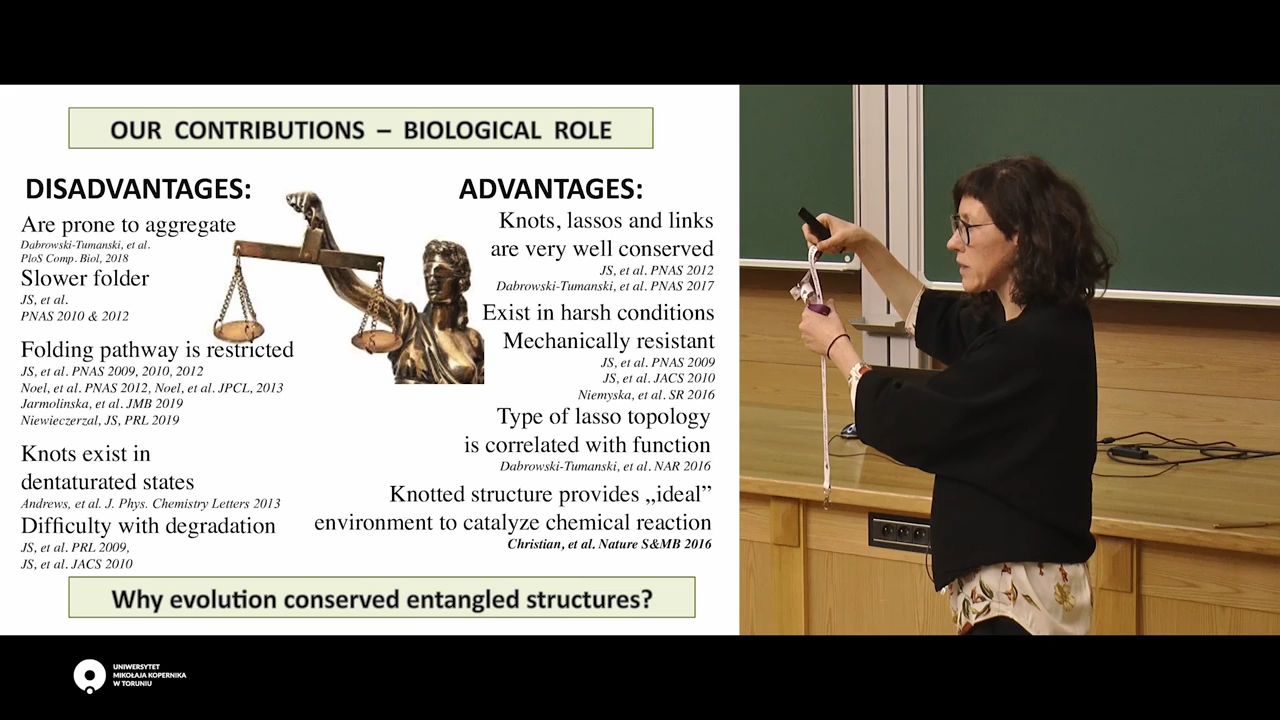 OUR CONTRIBUTIONS – BIOLOGICAL ROLE
DISADVANTAGES:
Are prone to aggregate
Dabrowski-Tumanski, et al.
PloS Comp. Biol, 2018
Slower folder
JS, et al.
PNAS 2010 & 2012
Folding pathway is restricted
JS, et al. PNAS 2009, 2010, 2012
Noel, et al. PNAS 2012, Noel, et al. JPCL, 2013
Jarmolinska, et al. JMB 2019
Niewieczerzal, JS, PRL 2019
Knots exist in
dentaturated states
Andrews, et al. J. Phys. Chemistry Letters 2013
Difficulty with degradation
JS, et al. PRL 2009,
JS, et al. JACS 2010
ADVANTAGES:
Knots, lassos and links
are very well conserved
JS, et al. PNAS 2012
Dabrowski-Tumanski, et al. PNAS 2017
Exist in harsh conditions
Mechanically resistant
JS, et al. PNAS 2009
JS, et al. JACS 2010
Niemyska, et al. SR 2016
Type of lasso topology
is correlated with function
Dabrowski-Tumanski, et al. NAR 2016
Knotted structure provides „ideal”
environment to catalyze chemical reaction
Christian, et al. Nature S&MB 2016
Why evolution conserved entangled structures?
UNIWERSYTET
MIKOŁAJA KOPERNIKA
W TORUNIU